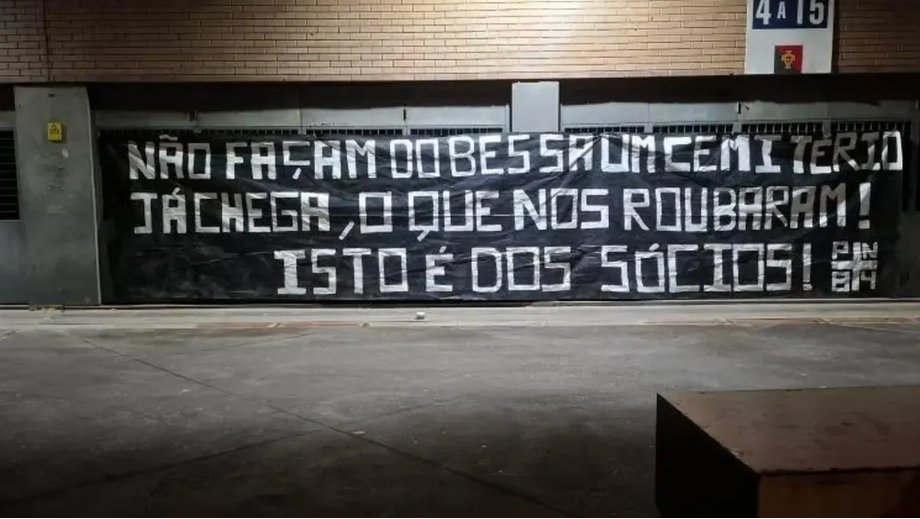 4 A 15
NÃO FAÇAM DO BESSA UM CEMITÉRIO
JÁ CHEGA, O QUE NOS ROUBARAM!
ISTO É DOS SÓCIOS!